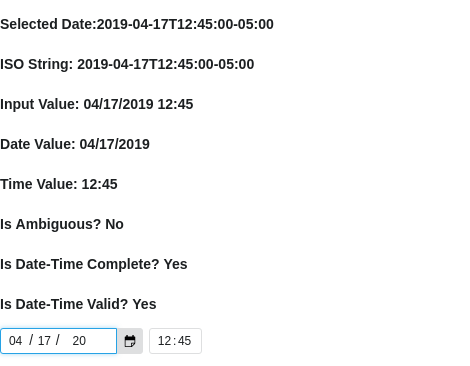 Selected Date:2019-04-17T12:45:00-05:00
ISO String: 2019-04-17T12:45:00-05:00
Input Value: 04/17/2019 12:45
Date Value: 04/17/2019
Time Value: 12:45
Is Ambiguous? No
Is Date-Time Complete? Yes
Is Date-Time Valid? Yes
04 / 17 / 20 12:45